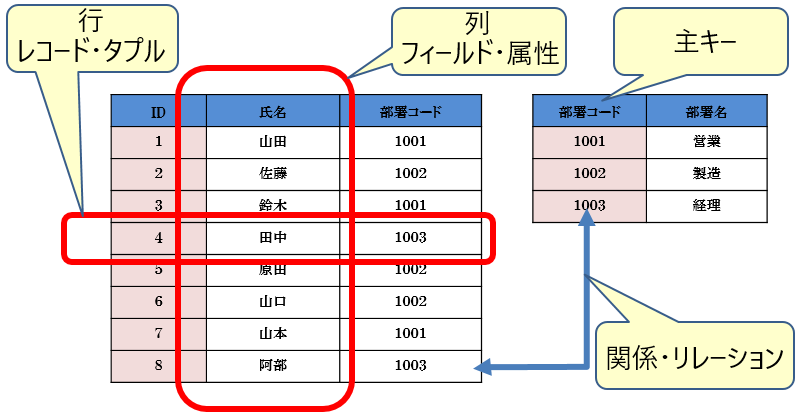 行
レコード・タプル
列
フィールド・属性
主キー
ID 氏名 部署コード
1 山田 1001
2 佐藤 1002
3 鈴木 1001
4 田中 1003
5 原田 1002
6 山口 1002
7 山本 1001
8 阿部 1003
部署コード 部署名
1001 営業
1002 製造
1003 経理
関係・リレーション